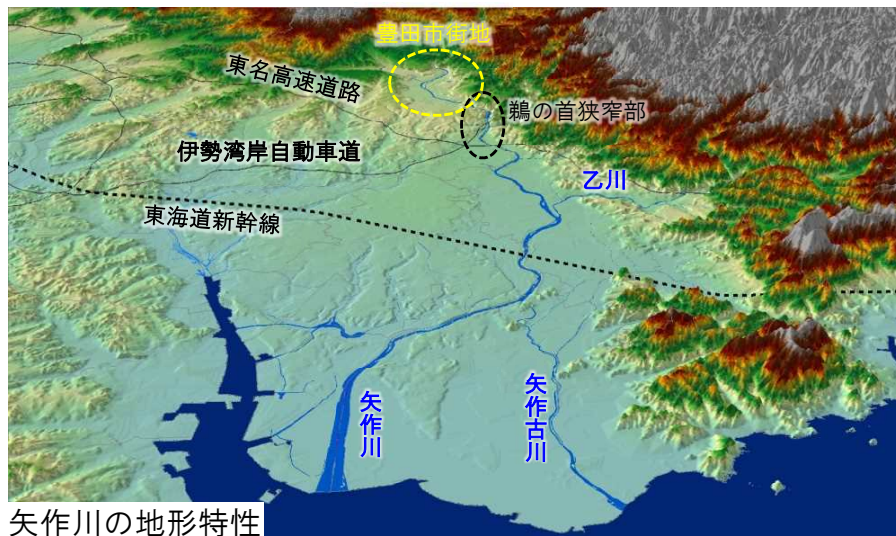 豊田市街地
東名高速道路
鵜の首狭窄部
伊勢湾岸自動車道
乙川
東海道新幹線
矢作川
矢作古川
矢作川の地形特性